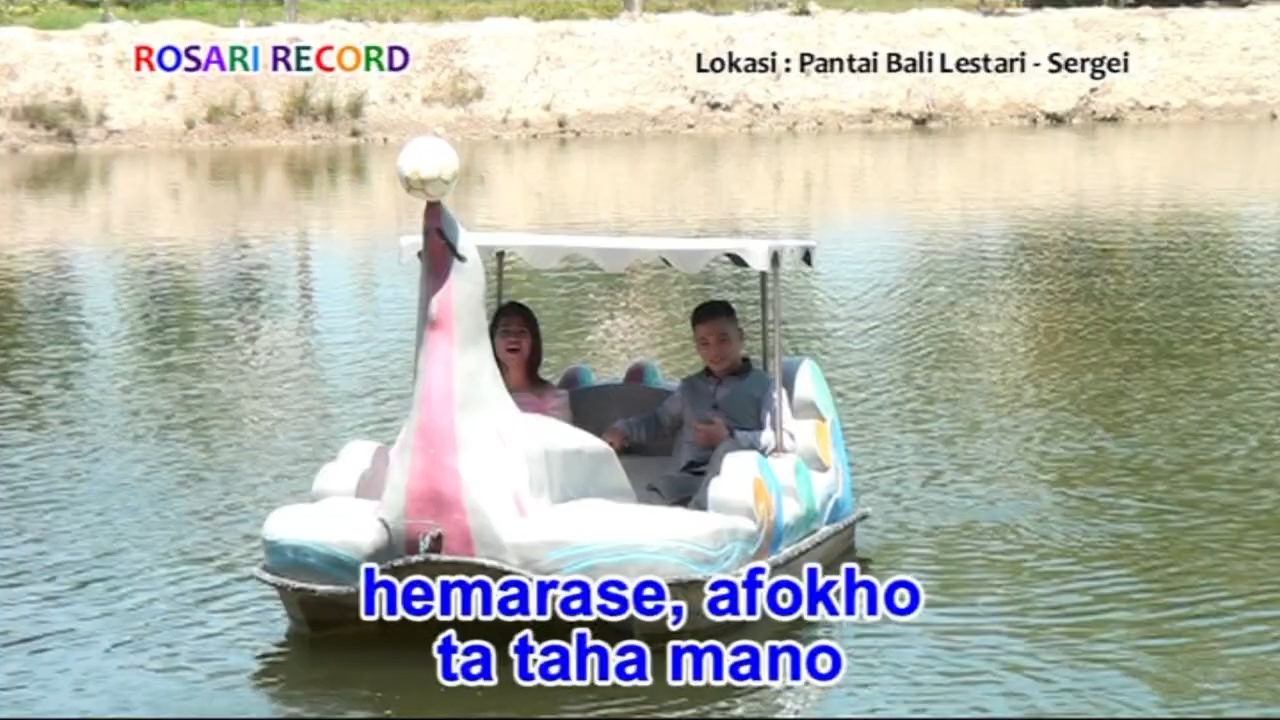 ROSARI RECORD
Lokasi : Pantai Bali Lestari - Sergei
hemarase, afokho
ta taha mano